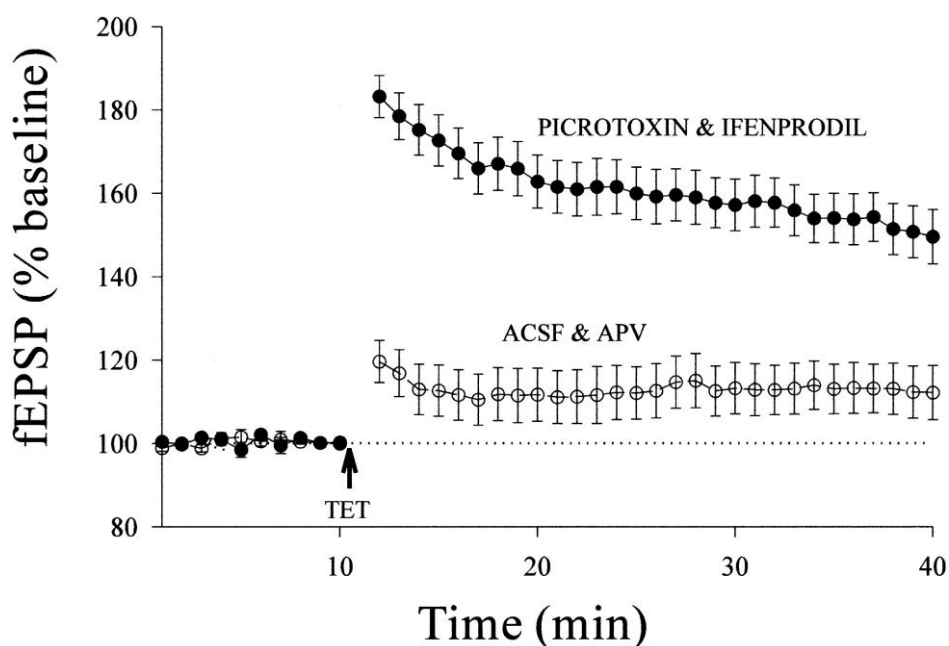 200
180
PICROTOXIN & IFENPRODIL
160
140
ACSF & APV
120
100
TET
80
10
20
30
40
Time (min)
fEPSP (% baseline)